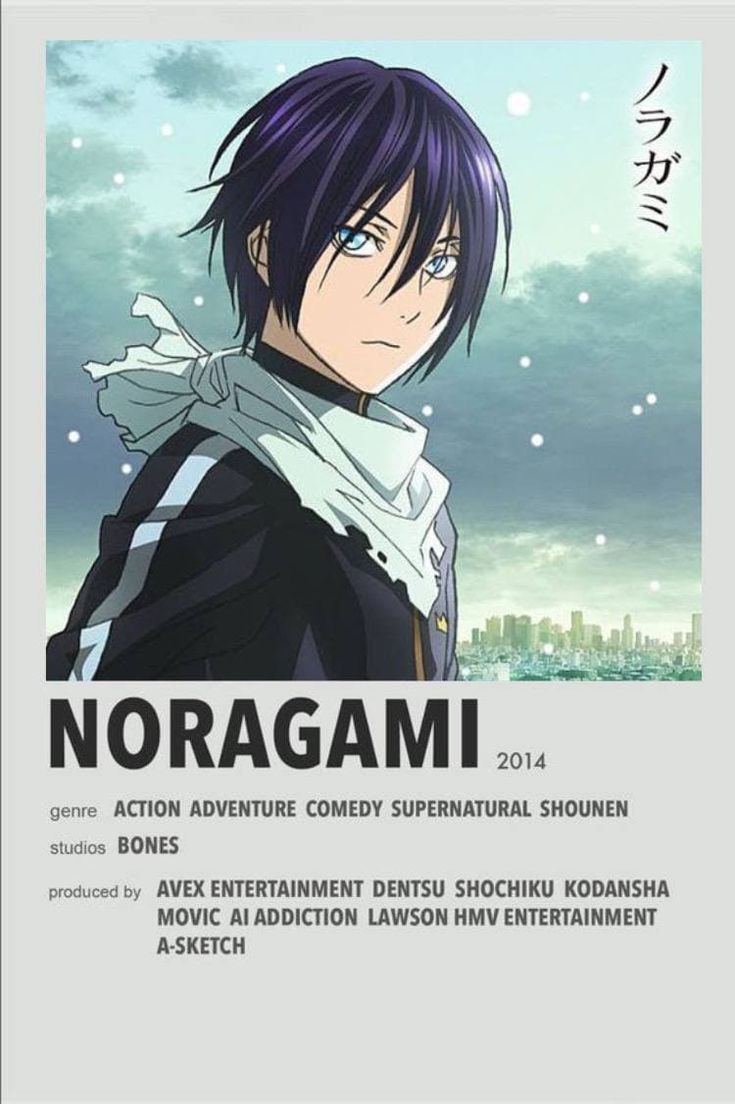 ノラガミ
NORAGAMI 2014
genre ACTION ADVENTURE COMEDY SUPERNATURAL SHOUNEN
studios BONES
produced by AVEX ENTERTAINMENT DENTSU SHOCHIKU KODANSHA
MOVIC AI ADDICTION LAWSON HMV ENTERTAINMENT
A-SKETCH